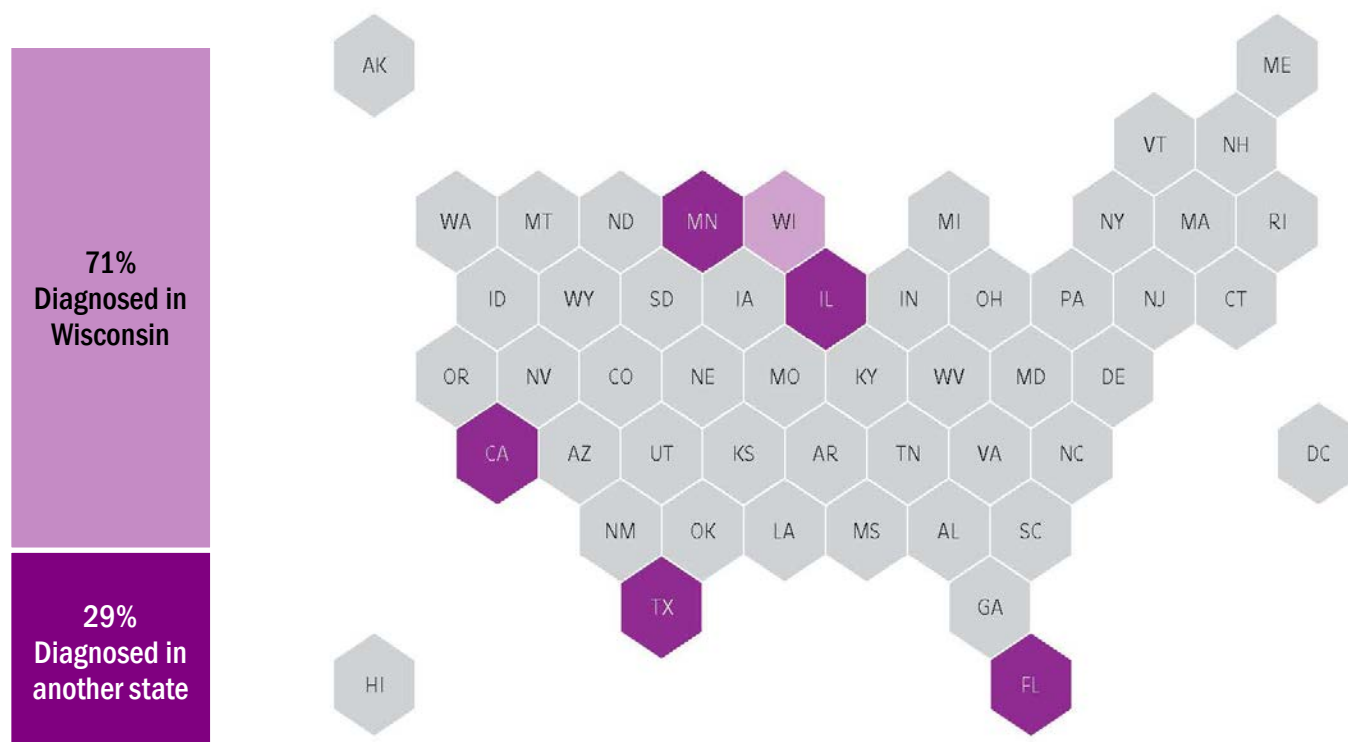 71%
Diagnosed in
Wisconsin
29%
Diagnosed in
another state
AK
ME
VT
NH
WA
MT
ND
MN
WI
MI
NY
MA
RI
ID
WY
SD
IA
IL
IN
OH
PA
NJ
CT
OR
NV
CO
NE
MO
KY
WV
MD
DE
CA
AZ
UT
KS
AR
TN
VA
NC
DC
NM
OK
LA
MS
AL
SC
TX
GA
HI
FL